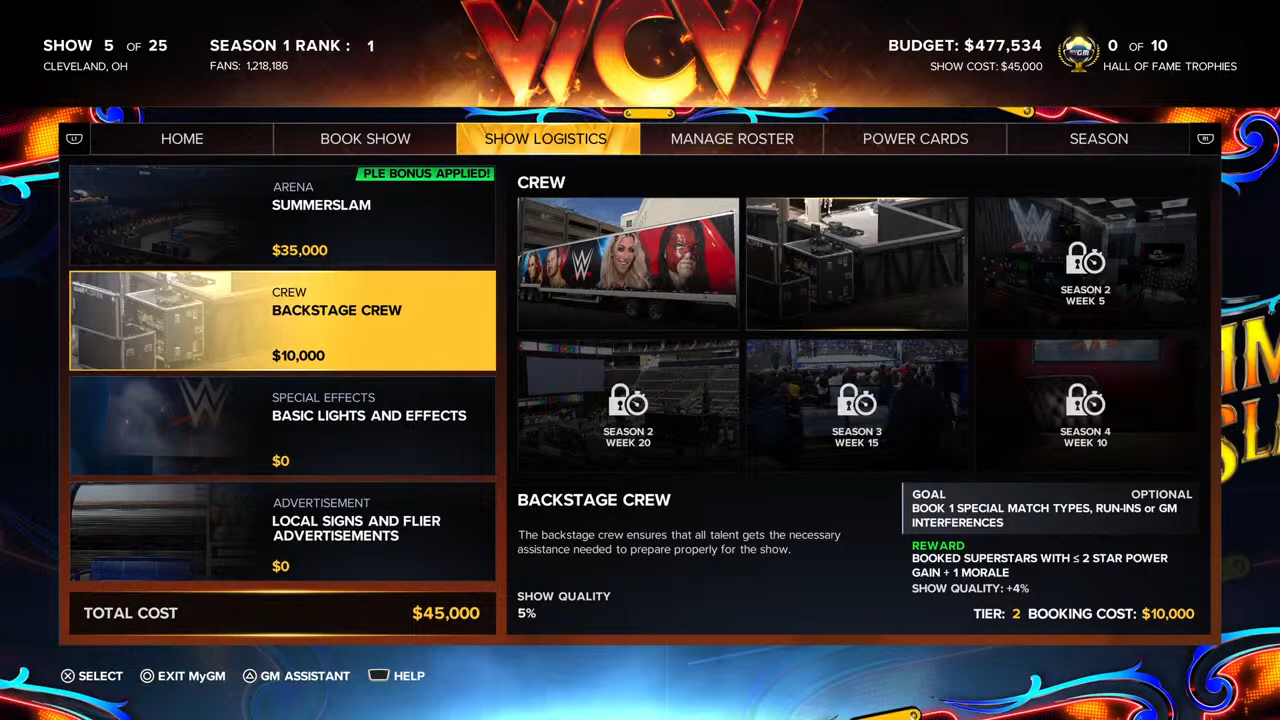 WCW
SHOW 5 OF 25
CLEVELAND, OH
SEASON 1 RANK : 1
FANS: 1,218,186
BUDGET: $477,534
SHOW COST: $45,000
GM
0 OF 10
HALL OF FAME TROPHIES
L1
HOME
BOOK SHOW
SHOW LOGISTICS
MANAGE ROSTER
POWER CARDS
SEASON
R1
PLE BONUS APPLIED!
ARENA
SUMMERSLAM
$35,000
CREW
BACKSTAGE CREW
$10,000
SPECIAL EFFECTS
BASIC LIGHTS AND EFFECTS
$0
ADVERTISEMENT
LOCAL SIGNS AND FLIER
ADVERTISEMENTS
$0
TOTAL COST
$45,000
CREW
W
SEASON 2
WEEK 5
SEASON 2
WEEK 20
SEASON 3
WEEK 15
SEASON 4
WEEK 10
BACKSTAGE CREW
The backstage crew ensures that all talent gets the necessary
assistance needed to prepare properly for the show.
SHOW QUALITY
5%
GOAL
OPTIONAL
BOOK 1 SPECIAL MATCH TYPES, RUN-INS or GM
INTERFERENCES
REWARD
BOOKED SUPERSTARS WITH ≤ 2 STAR POWER
GAIN + 1 MORALE
SHOW QUALITY: +4%
TIER: 2 BOOKING COST: $10,000
SELECT
EXIT MyGM
GM ASSISTANT
HELP